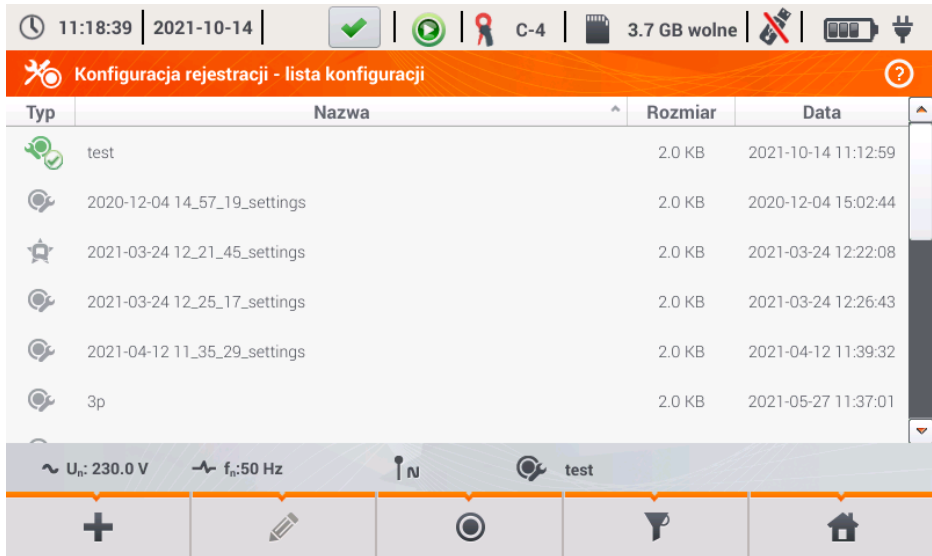 11:18:39 2021-10-14 C-4 3.7 GB wolne
Konfiguracja rejestracji - lista konfiguracji ?
Typ Nazwa Rozmiar Data
test 2.0 KB 2021-10-14 11:12:59
2020-12-04 14_57_19_settings 2.0 KB 2020-12-04 15:02:44
2021-03-24 12_21_45_settings 2.0 KB 2021-03-24 12:22:08
2021-03-24 12_25_17_settings 2.0 KB 2021-03-24 12:26:43
2021-04-12 11_35_29_settings 2.0 KB 2021-04-12 11:39:32
3p 2.0 KB 2021-05-27 11:37:01
Un: 230.0 V fn:50 Hz N test